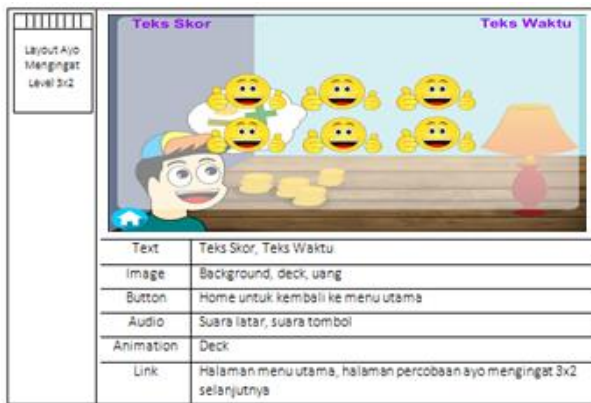 Layout Ayo
Mengingat
Level 3x2
Teks Skor
Teks Waktu
Text
Teks Skor, Teks Waktu
Image
Background, deck, uang
Button
Home untuk kembali ke menu utama
Audio
Suara latar, suara tombol
Animation
Deck
Link
Halaman menu utama, halaman percobaan ayo mengingat 3x2
selanjutnya